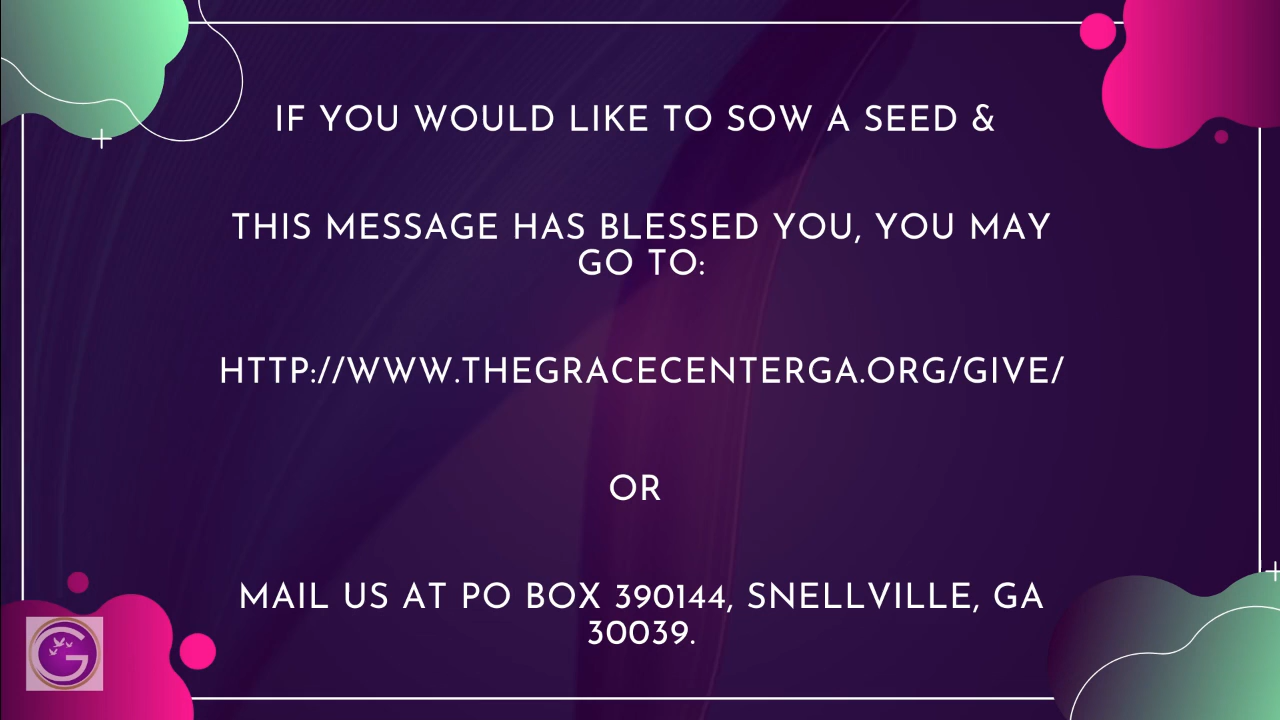 IF YOU WOULD LIKE TO SOW A SEED &
THIS MESSAGE HAS BLESSED YOU, YOU MAY
GO TO:
HTTP://WWW.THEGRACECENTERGA.ORG/GIVE/
OR
MAIL US AT PO BOX 390144, SNELLVILLE, GA
30039.
G